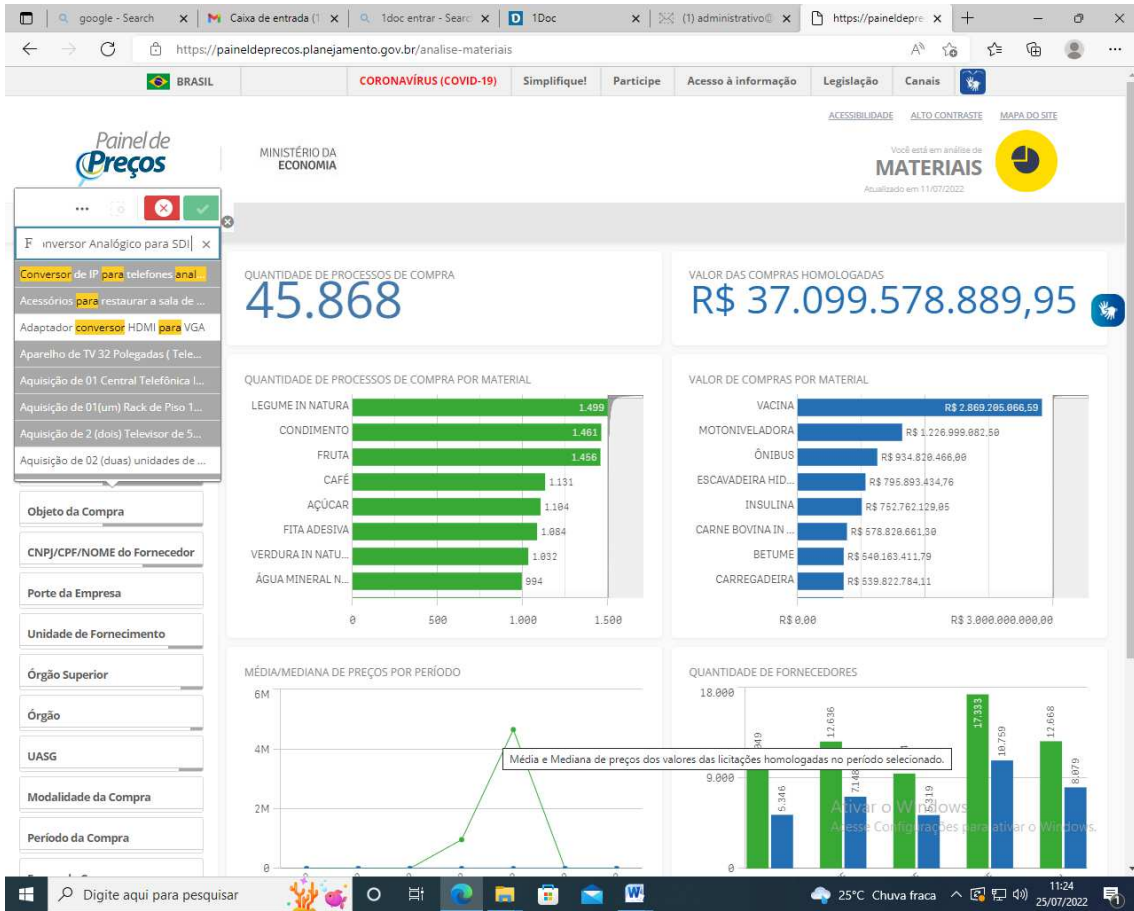 google - Search
Caixa de entrada (1
1doc entrar - Searc
1Doc
(1) administrativo@
https://paineldepre
https://paineldeprecos.planejamento.gov.br/analise-materiais
BRASIL
CORONAVÍRUS (COVID-19)
Simplifique!
Participe
Acesso à informação
Legislação
Canais
ACESSIBILIDADE
ALTO CONTRASTE
MAPA DO SITE
Painel de
Preços
MINISTÉRIO DA
ECONOMIA
Você está em análise de
MATERIAIS
Atualizado em 11/07/2022
nversor Analógico para SDI
Conversor de IP para telefones anal...
Acessórios para restaurar a sala de ...
Adaptador conversor HDMI para VGA
Aparelho de TV 32 Polegadas ( Tele...
Aquisição de 01 Central Telefônica I...
Aquisição de 01(um) Rack de Piso 1...
Aquisição de 2 (dois) Televisor de 5...
Aquisição de 02 (duas) unidades de ...
Objeto da Compra
CNPJ/CPF/NOME do Fornecedor
Porte da Empresa
Unidade de Fornecimento
Órgão Superior
Órgão
UASG
Modalidade da Compra
Período da Compra
QUANTIDADE DE PROCESSOS DE COMPRA
45.868
VALOR DAS COMPRAS HOMOLOGADAS
R$ 37.099.578.889,95
QUANTIDADE DE PROCESSOS DE COMPRA POR MATERIAL
LEGUME IN NATURA 1.499
CONDIMENTO 1.461
FRUTA 1.456
CAFÉ 1.131
AÇÚCAR 1.104
FITA ADESIVA 1.084
VERDURA IN NATU... 1.032
ÁGUA MINERAL N... 994
0 500 1.000 1.500
VALOR DE COMPRAS POR MATERIAL
VACINA R$ 2.869.205.066,59
MOTONIVELADORA R$ 1.226.999.082,50
ÔNIBUS R$ 934.820.466,00
ESCAVADEIRA HID... R$ 795.893.434,76
INSULINA R$ 752.762.129,05
CARNE BOVINA IN ... R$ 578.820.661,30
BETUME R$ 540.163.411,79
CARREGADEIRA R$ 539.822.784,11
R$ 0,00 R$ 3.000.000.000,00
MÉDIA/MEDIANA DE PREÇOS POR PERÍODO
6M
4M
2M
0
Média e Mediana de preços dos valores das licitações homologadas no período selecionado.
QUANTIDADE DE FORNECEDORES
18.000
9.000
0
5.346
12.636
7.148
5.319
17.333
10.759
12.668
8.079
Ativar o Windows
Acesse Configurações para ativar o Windows.
Digite aqui para pesquisar
25°C Chuva fraca
11:24
25/07/2022